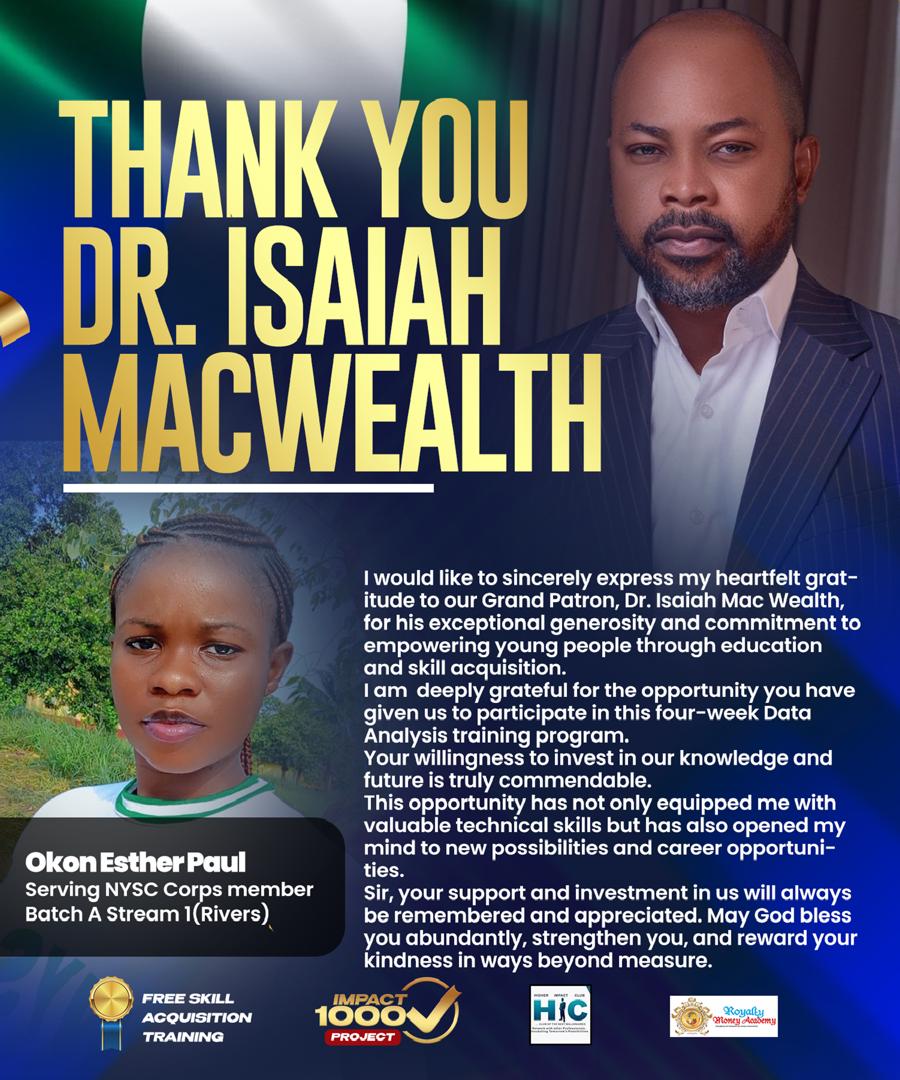 THANK YOU
DR. ISAIAH
MACWEALTH
I would like to sincerely express my heartfelt grat-
itude to our Grand Patron, Dr. Isaiah Mac Wealth,
for his exceptional generosity and commitment to
empowering young people through education
and skill acquisition.
I am  deeply grateful for the opportunity you have
given us to participate in this four-week Data
Analysis training program.
Your willingness to invest in our knowledge and
future is truly commendable.
This opportunity has not only equipped me with
valuable technical skills but has also opened my
mind to new possibilities and career opportuni-
ties.
Sir, your support and investment in us will always
be remembered and appreciated. May God bless
you abundantly, strengthen you, and reward your
kindness in ways beyond measure.
Okon Esther Paul
Serving NYSC Corps member
Batch A Stream 1(Rivers)
FREE SKILL
ACQUISITION
TRAINING
IMPACT
1000
PROJECT
HIGHER IMPACT CLUB
HIC
Royalty
Money Academy